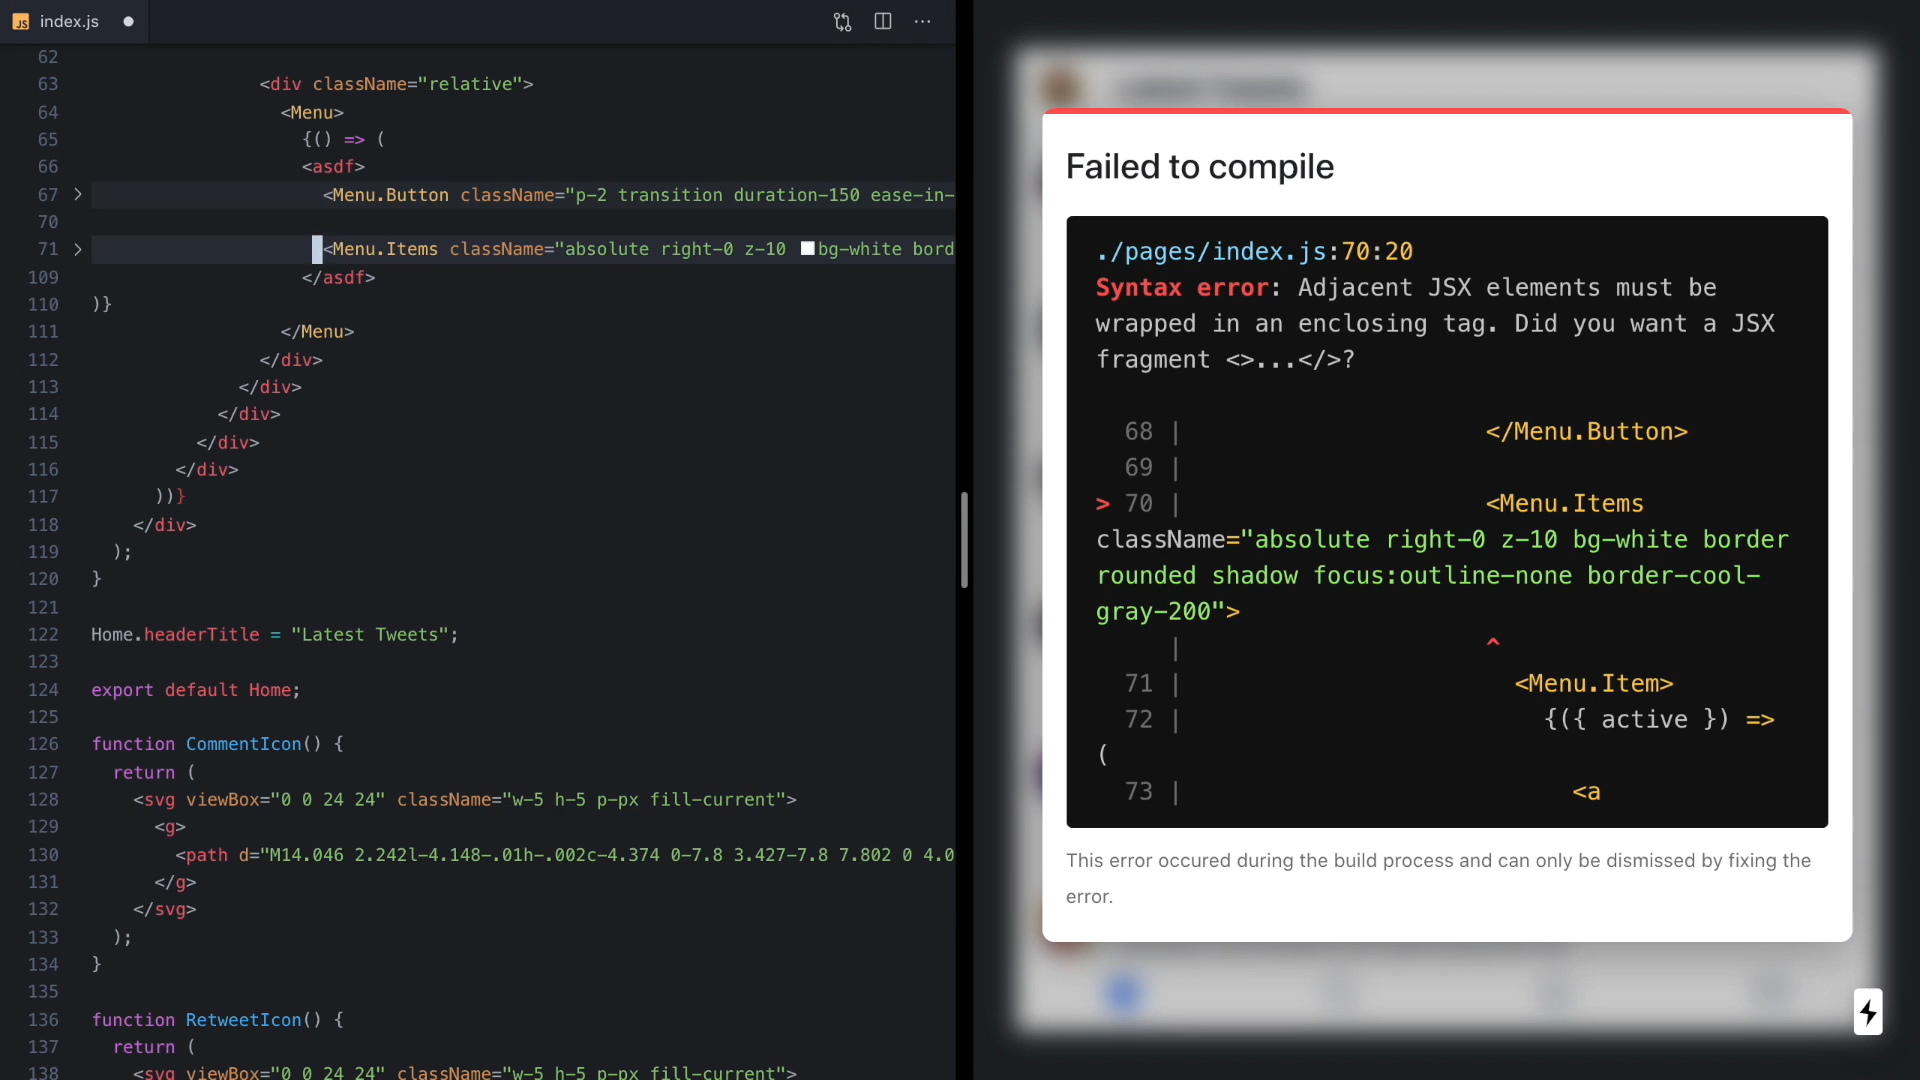 JS index.js
62
63 <div className="relative">
64 <Menu>
65 {() => (
66 <asdf>
67 <Menu.Button className="p-2 transition duration-150 ease-in-
70
71 <Menu.Items className="absolute right-0 z-10 bg-white bord
109 </asdf>
110 )}
111 </Menu>
112 </div>
113 </div>
114 </div>
115 </div>
116 </div>
117 ))}
118 </div>
119 );
120 }
121
122 Home.headerTitle = "Latest Tweets";
123
124 export default Home;
125
126 function CommentIcon() {
127 return (
128 <svg viewBox="0 0 24 24" className="w-5 h-5 p-px fill-current">
129 <g>
130 <path d="M14.046 2.242l-4.148-.01h-.002c-4.374 0-7.8 3.427-7.8 7.802 0 4.0
131 </g>
132 </svg>
133 );
134 }
135
136 function RetweetIcon() {
137 return (
138 <svg viewBox="0 0 24 24" className="w-5 h-5 p-px fill-current">
Latest Tweets
Failed to compile
./pages/index.js:70:20
Syntax error: Adjacent JSX elements must be
wrapped in an enclosing tag. Did you want a JSX
fragment <>...</>?
68 | </Menu.Button>
69 |
> 70 | <Menu.Items
className="absolute right-0 z-10 bg-white border
rounded shadow focus:outline-none border-cool-
gray-200">
| ^
71 | <Menu.Item>
72 | {({ active }) =>
(
73 | <a
This error occured during the build process and can only be dismissed by fixing the
error.